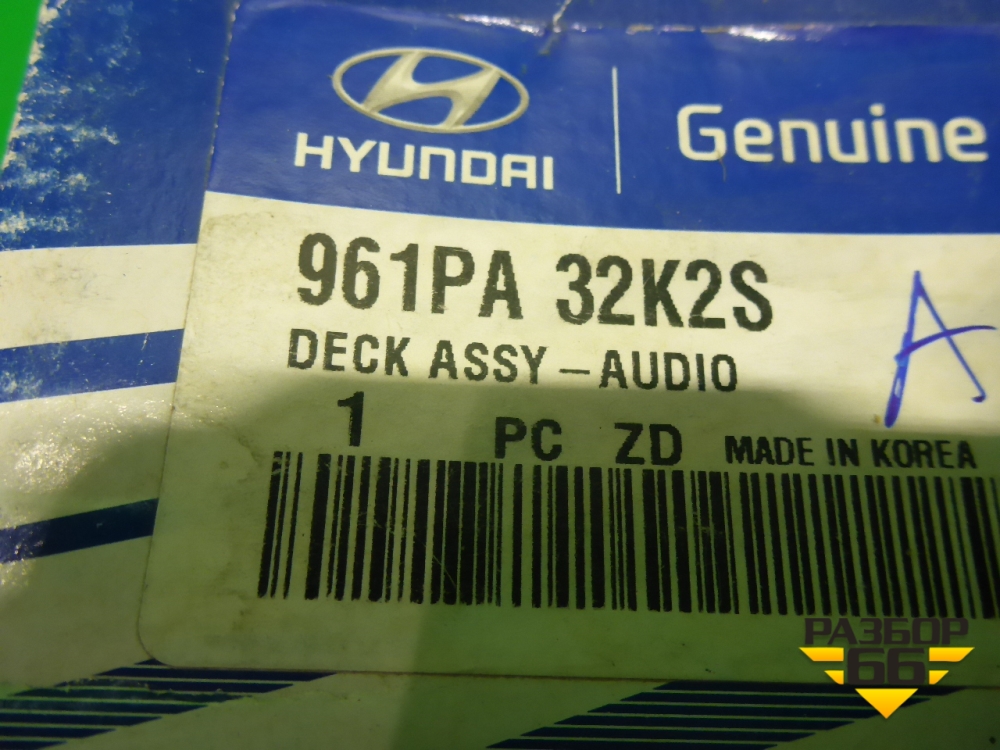 HYUNDAI
Genuine
961PA 32K2S
DECK ASSY – AUDIO
A
1 PC ZD MADE IN KOREA
РАЗБОР
66